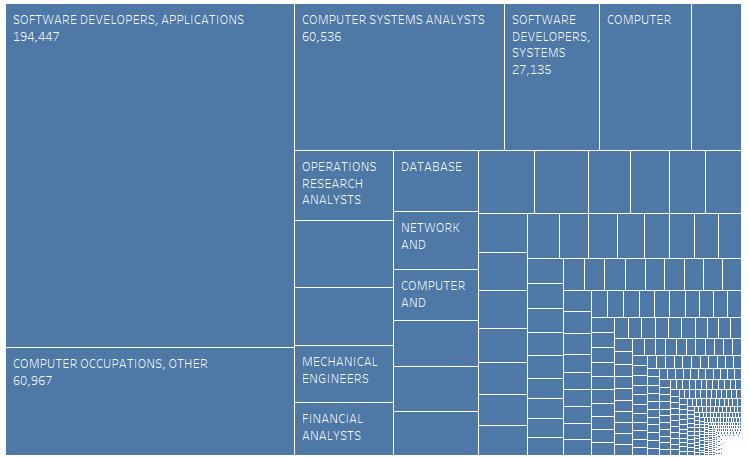 SOFTWARE DEVELOPERS, APPLICATIONS
194,447
COMPUTER SYSTEMS ANALYSTS
60,536
SOFTWARE
DEVELOPERS,
SYSTEMS
27,135
COMPUTER
OPERATIONS
RESEARCH
ANALYSTS
DATABASE
NETWORK
AND
COMPUTER
AND
MECHANICAL
ENGINEERS
FINANCIAL
ANALYSTS
COMPUTER OCCUPATIONS, OTHER
60,967